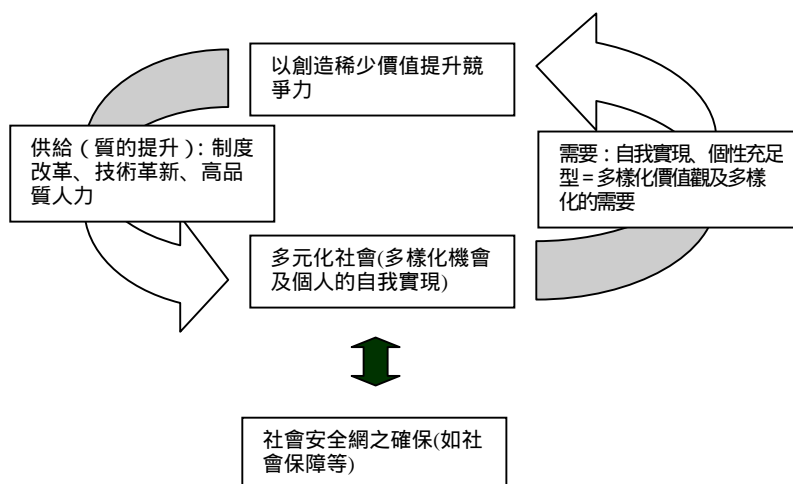 以創造稀少價值提升競
爭力
供給（質的提升）：制度
改革、技術革新、高品
質人力
需要：自我實現、個性充足
型＝多樣化價值觀及多樣
化的需要
多元化社會(多樣化機會
及個人的自我實現)
社會安全網之確保(如社
會保障等)